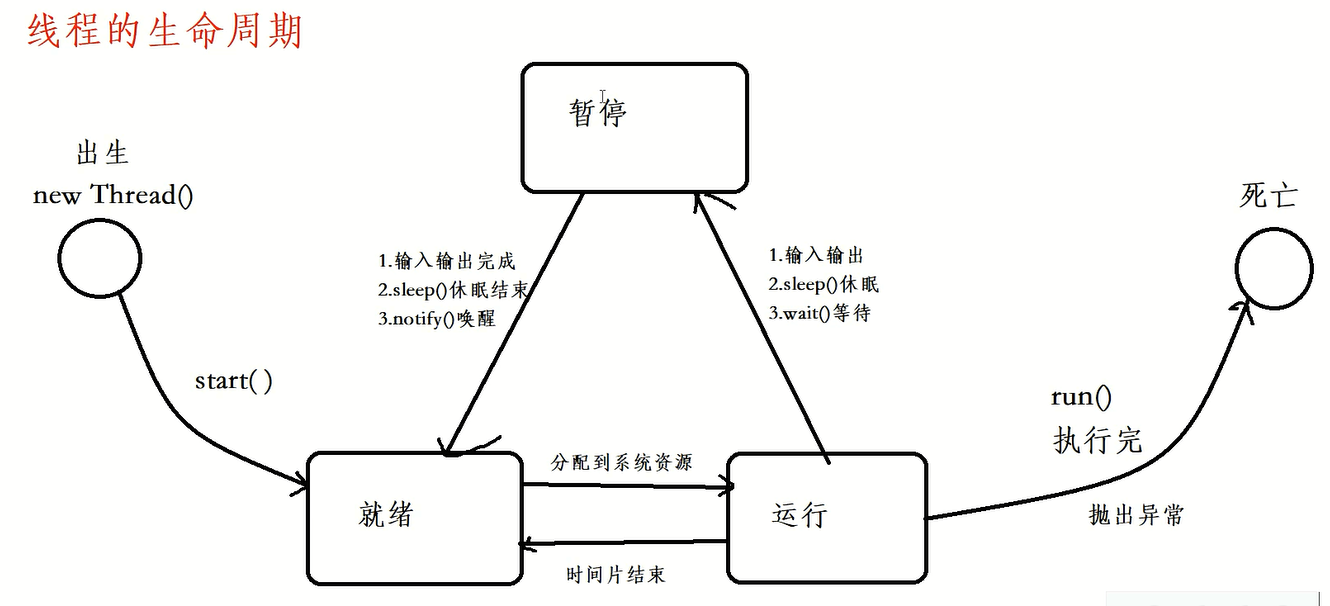 线程的生命周期
暂停
出生
new Thread()
死亡
1.输入输出完成
2.sleep()休眠结束
3.notify()唤醒
1.输入输出
2.sleep()休眠
3.wait()等待
start( )
run()
执行完
抛出异常
分配到系统资源
就绪
运行
时间片结束